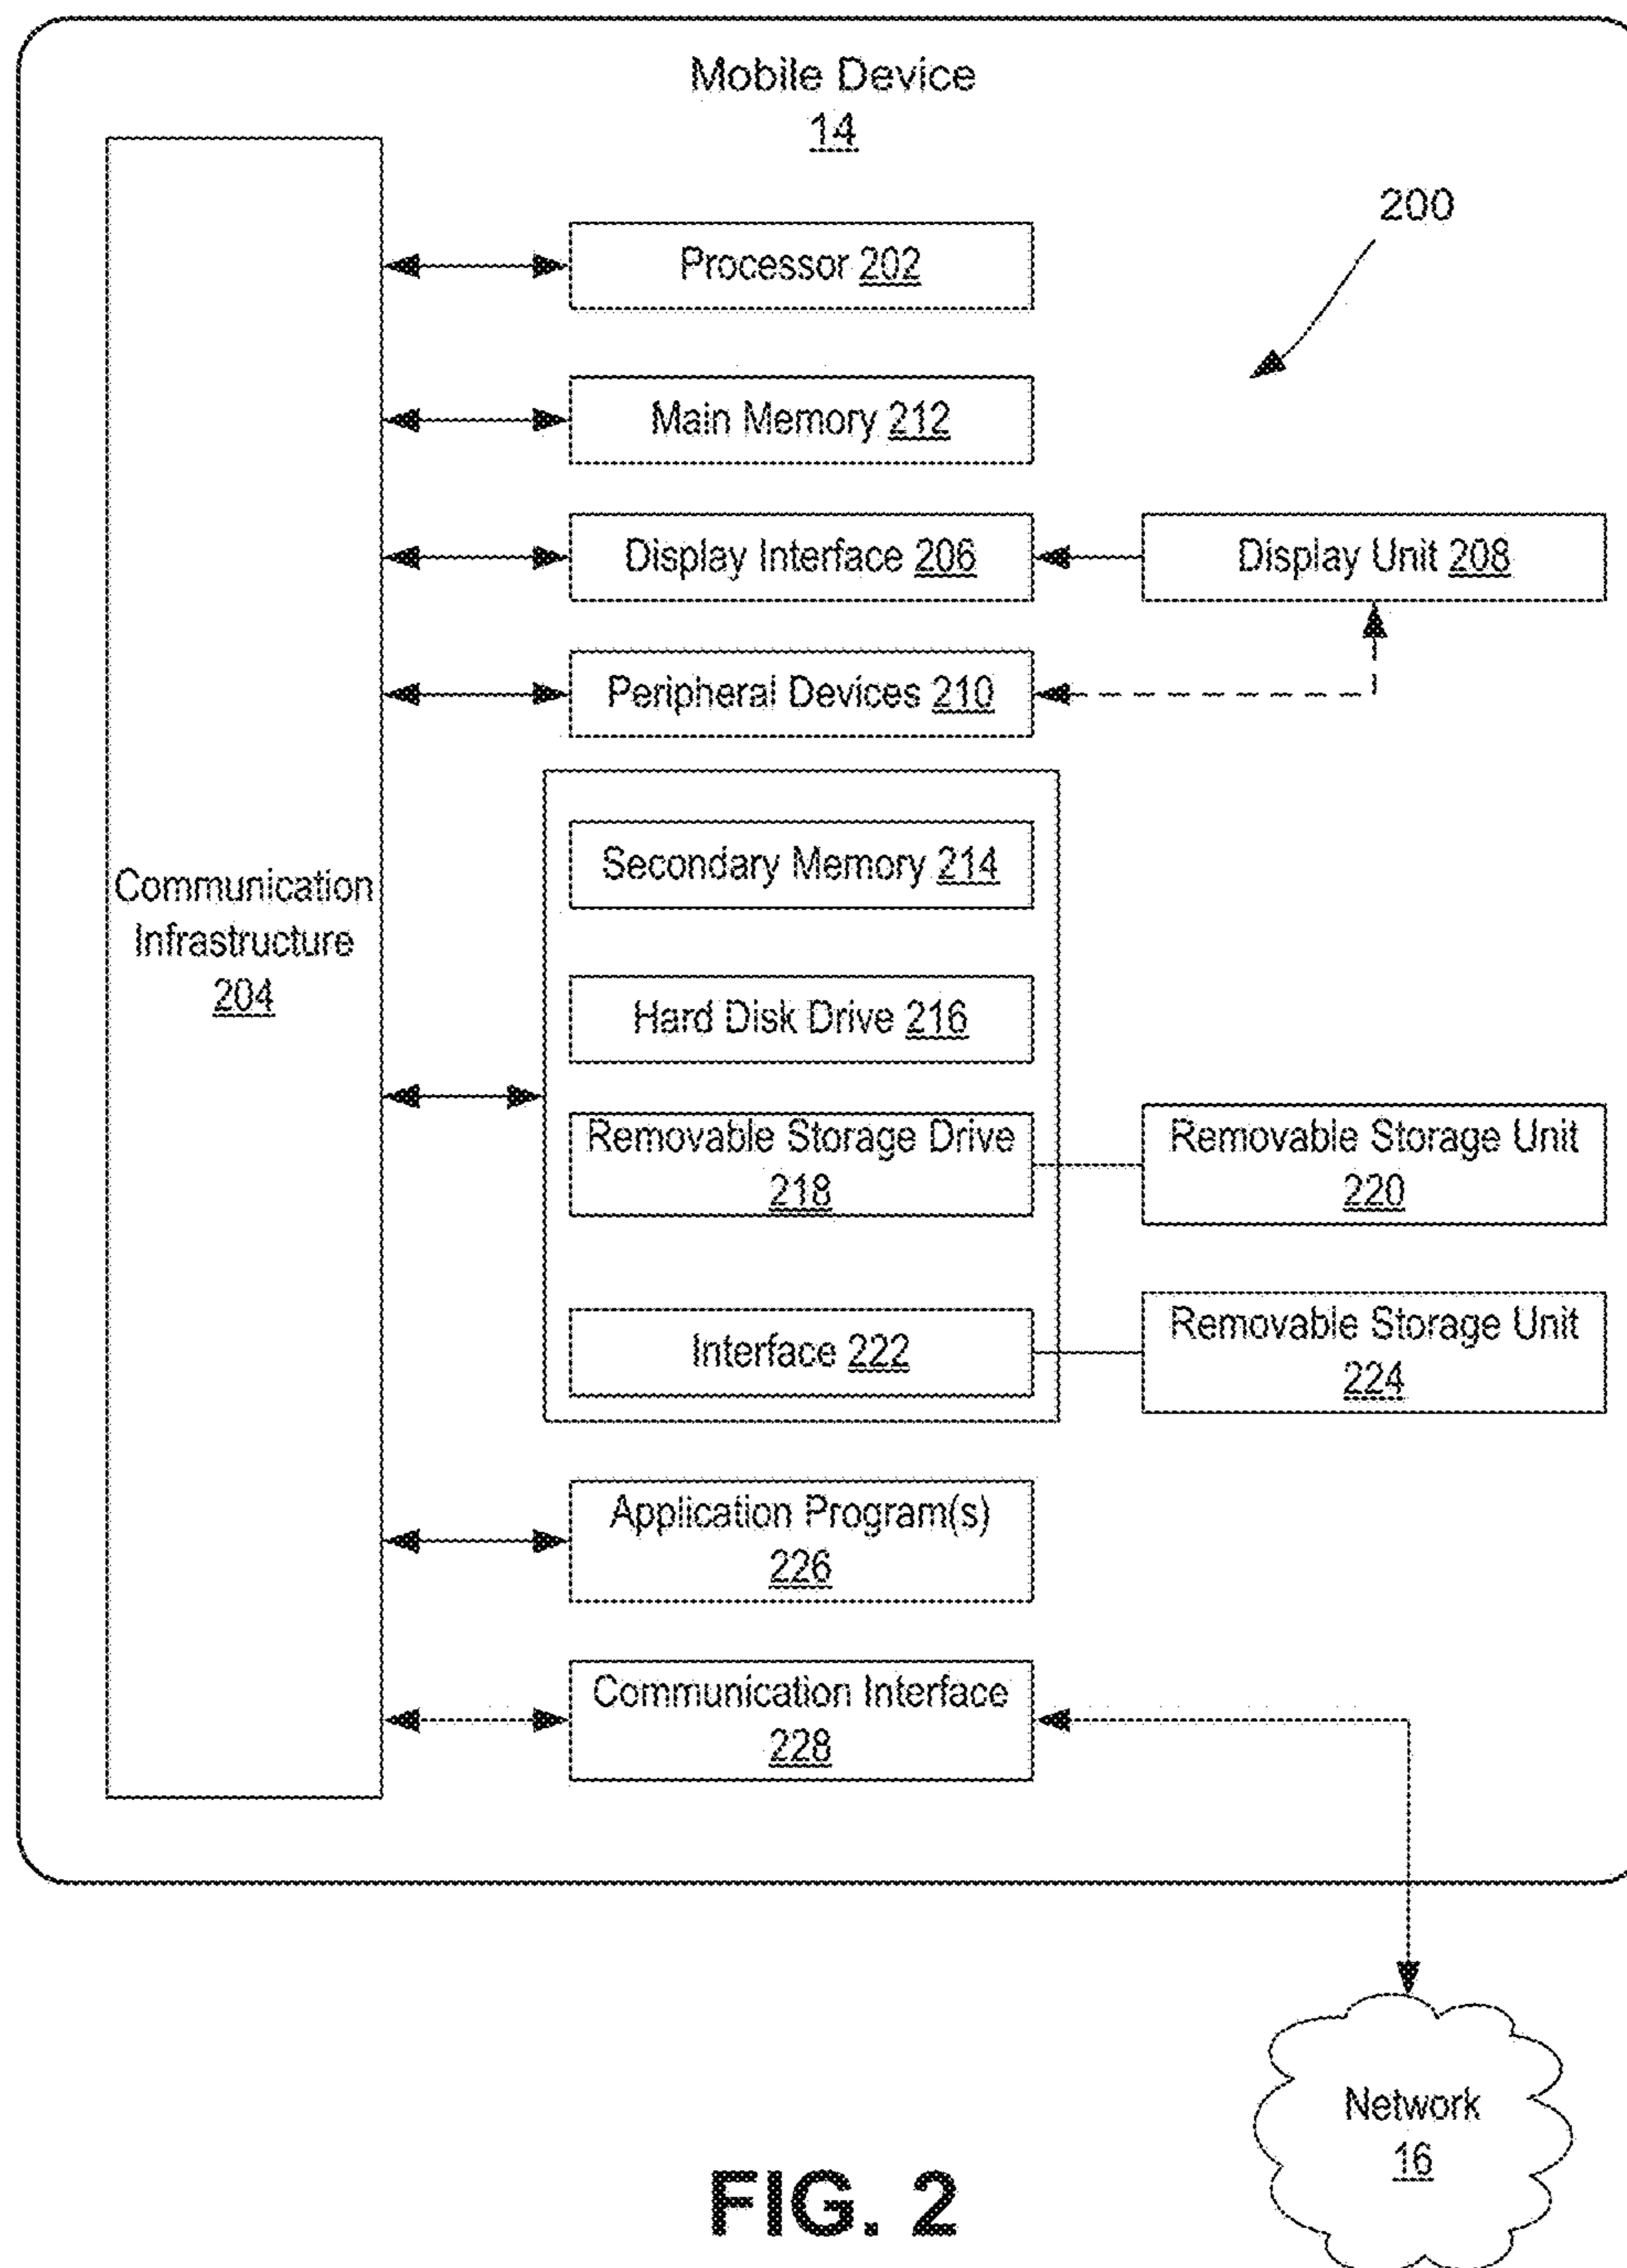 Mobile Device
14
200
Processor 202
Main Memory 212
Display Interface 206
Display Unit 208
Peripheral Devices 210
Secondary Memory 214
Communication
Infrastructure
204
Hard Disk Drive 216
Removable Storage Drive
218
Removable Storage Unit
220
Interface 222
Removable Storage Unit
224
Application Program(s)
226
Communication Interface
228
Network
16
FIG. 2